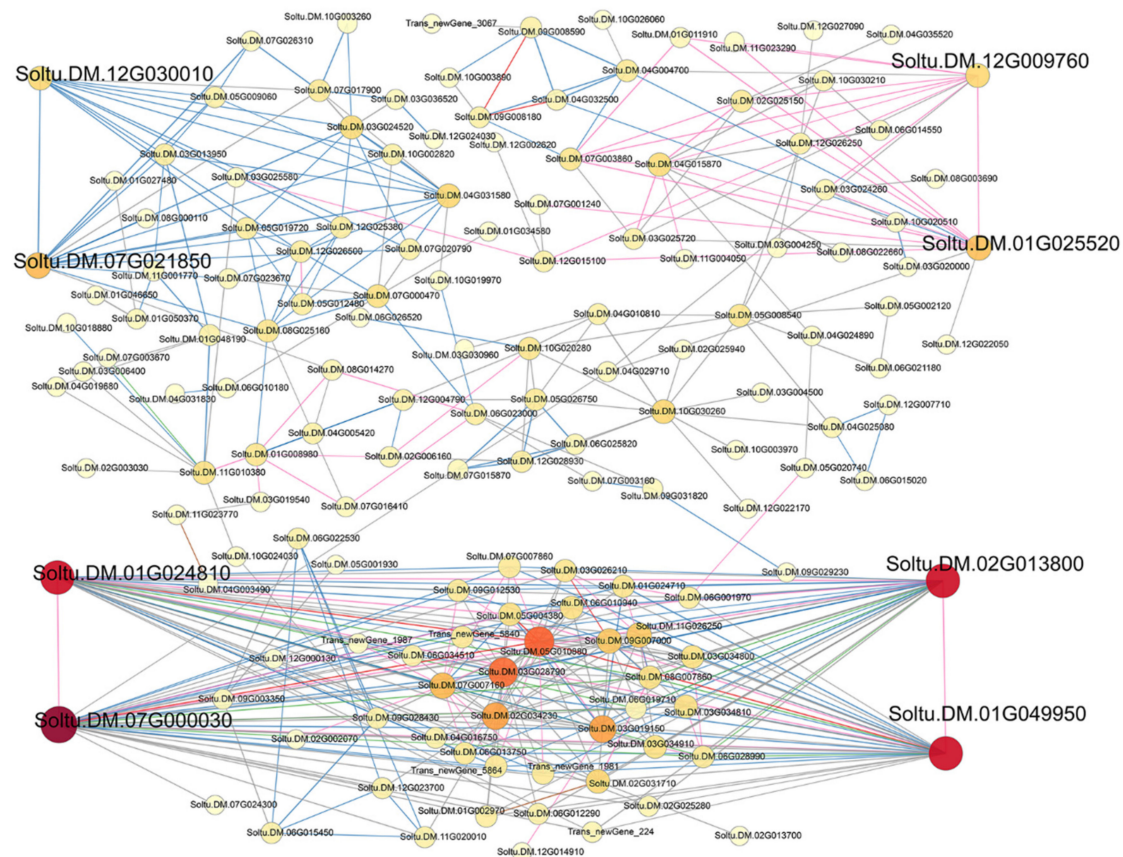 Soltu.DM.10G003260
Trans_newGene_3067
Soltu.DM.10G026060
Soltu.DM.09G008590
Soltu.DM.12G027090
Soltu.DM.04G035520
Soltu.DM.07G026310
Soltu.DM.01G011910
Soltu.DM.11G023290
Soltu.DM.12G030010
Soltu.DM.12G009760
Soltu.DM.04G004700
Soltu.DM.10G003890
Soltu.DM.10G030210
Soltu.DM.07G017900
Soltu.DM.05G009060
Soltu.DM.03G036520
Soltu.DM.04G032500
Soltu.DM.02G025150
Soltu.DM.09G008180
Soltu.DM.03G024520
Soltu.DM.06G014550
Soltu.DM.12G024030
Soltu.DM.12G002620
Soltu.DM.12G026250
Soltu.DM.03G013950
Soltu.DM.10G002820
Soltu.DM.07G003860
Soltu.DM.04G015870
Soltu.DM.03G025580
Soltu.DM.01G027480
Soltu.DM.08G003690
Soltu.DM.03G024260
Soltu.DM.04G031580
Soltu.DM.07G001240
Soltu.DM.08G000110
Soltu.DM.10G020510
Soltu.DM.05G019720
Soltu.DM.12G025380
Soltu.DM.01G034580
Soltu.DM.03G025720
Soltu.DM.03G004250
Soltu.DM.01G025520
Soltu.DM.12G026500
Soltu.DM.07G020790
Soltu.DM.08G022660
Soltu.DM.07G021850
Soltu.DM.12G015100
Soltu.DM.11G004050
Soltu.DM.03G020000
Soltu.DM.11G001770
Soltu.DM.07G023670
Soltu.DM.10G019970
Soltu.DM.01G046650
Soltu.DM.07G000470
Soltu.DM.05G012480
Soltu.DM.05G002120
Soltu.DM.04G010810
Soltu.DM.05G008540
Soltu.DM.01G050370
Soltu.DM.06G026520
Soltu.DM.10G018880
Soltu.DM.08G025160
Soltu.DM.01G048190
Soltu.DM.04G024890
Soltu.DM.12G022050
Soltu.DM.10G020280
Soltu.DM.02G025940
Soltu.DM.03G030960
Soltu.DM.07G003670
Soltu.DM.03G006400
Soltu.DM.08G014270
Soltu.DM.04G029710
Soltu.DM.06G021180
Soltu.DM.04G019680
Soltu.DM.06G010180
Soltu.DM.04G031830
Soltu.DM.03G004500
Soltu.DM.12G004790
Soltu.DM.05G026750
Soltu.DM.06G023000
Soltu.DM.10G030260
Soltu.DM.12G007710
Soltu.DM.04G025080
Soltu.DM.04G005420
Soltu.DM.06G025820
Soltu.DM.10G003970
Soltu.DM.01G008980
Soltu.DM.02G006160
Soltu.DM.12G028930
Soltu.DM.02G003030
Soltu.DM.11G010380
Soltu.DM.07G015870
Soltu.DM.05G020740
Soltu.DM.07G003160
Soltu.DM.06G015020
Soltu.DM.09G031820
Soltu.DM.03G019540
Soltu.DM.07G016410
Soltu.DM.12G022170
Soltu.DM.11G023770
Soltu.DM.06G022530
Soltu.DM.10G024030
Soltu.DM.07G007860
Soltu.DM.05G001930
Soltu.DM.02G013800
Soltu.DM.01G024810
Soltu.DM.03G026210
Soltu.DM.09G029230
Soltu.DM.04G003490
Soltu.DM.09G012530
Soltu.DM.01G024710
Soltu.DM.06G001970
Soltu.DM.06G010940
Soltu.DM.05G004380
Soltu.DM.11G026250
Trans_newGene_5840
Soltu.DM.09G007000
Trans_newGene_1987
Soltu.DM.05G010880
Soltu.DM.06G034510
Soltu.DM.12G000130
Soltu.DM.03G034800
Soltu.DM.03G028790
Soltu.DM.08G007860
Soltu.DM.07G007160
Soltu.DM.09G003350
Soltu.DM.06G019710
Soltu.DM.03G034810
Soltu.DM.01G049950
Soltu.DM.07G000030
Soltu.DM.09G028430
Soltu.DM.02G034230
Soltu.DM.03G019150
Soltu.DM.02G002070
Soltu.DM.04G016750
Soltu.DM.03G034910
Soltu.DM.06G013750
Soltu.DM.06G028990
Trans_newGene_5864
Trans_newGene_1981
Soltu.DM.02G031710
Soltu.DM.12G023700
Soltu.DM.07G024300
Soltu.DM.01G002970
Soltu.DM.06G012290
Soltu.DM.02G025280
Soltu.DM.06G015450
Soltu.DM.11G020010
Trans_newGene_224
Soltu.DM.02G013700
Soltu.DM.12G014910